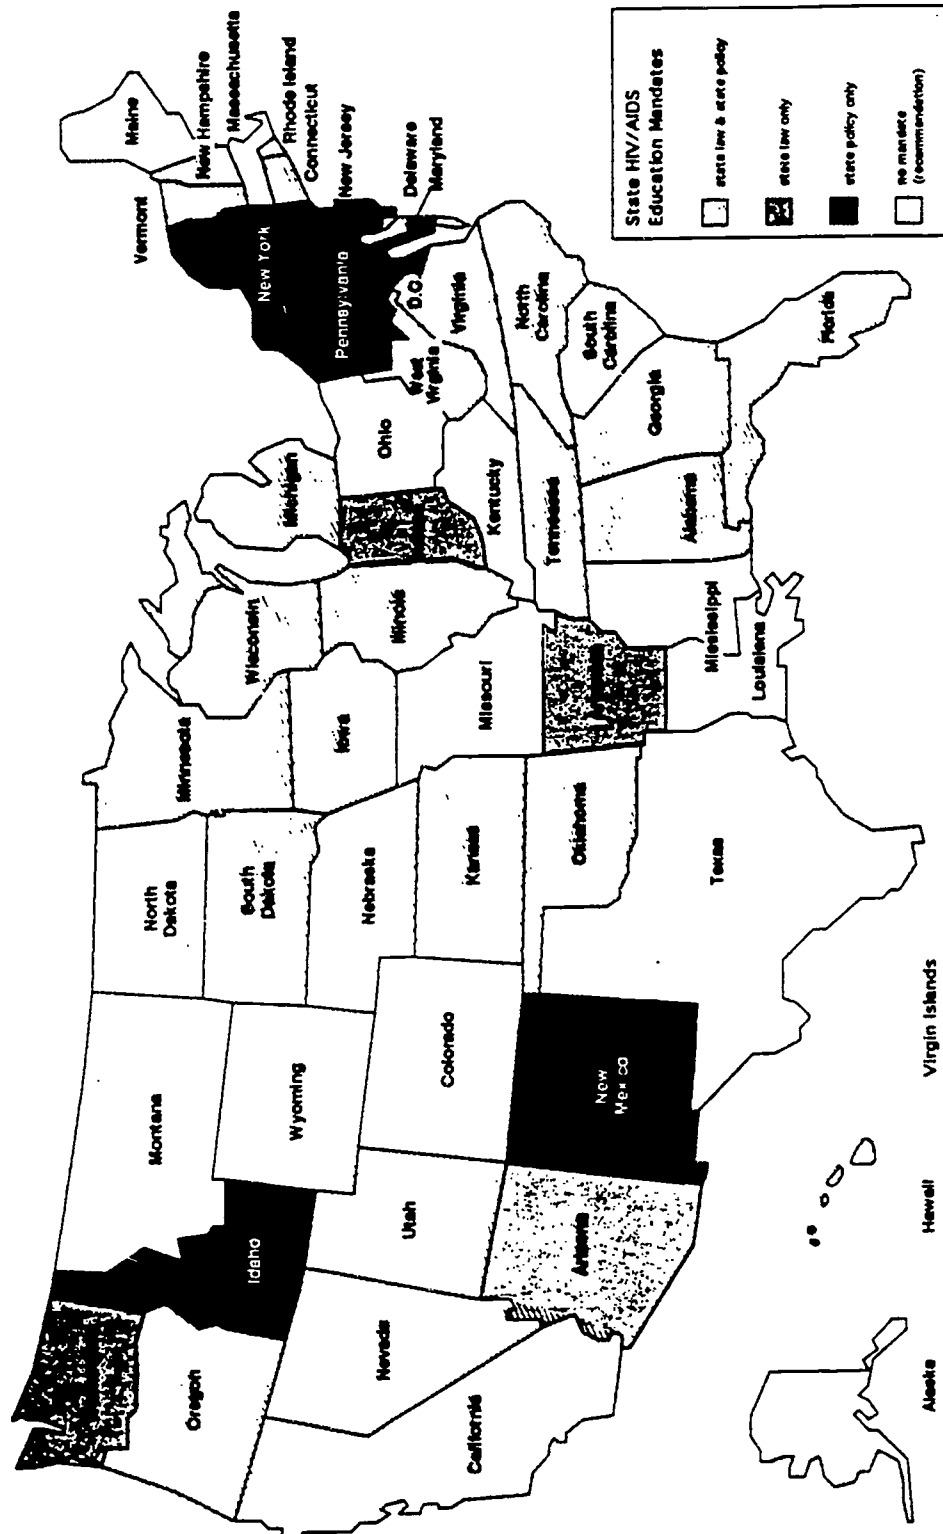 State HIV/AIDS
Education Mandates
state law & state policy
state law only
state policy only
no mandate
(recommendation)
Maine
New Hampshire
Massachusetts
Vermont
Rhode Island
Connecticut
New York
New Jersey
Pennsylvania
Delaware
Maryland
D.C.
West
Virginia
Virginia
North
Carolina
South
Carolina
Georgia
Florida
Ohio
Michigan
Kentucky
Tennessee
Alabama
Wisconsin
Illinois
Mississippi
Louisiana
Minnesota
Iowa
Missouri
North
Dakota
South
Dakota
Nebraska
Kansas
Oklahoma
Texas
Montana
Wyoming
Colorado
New
Mexico
Idaho
Utah
Arizona
Oregon
Nevada
California
Alaska
Hawaii
Virgin Islands